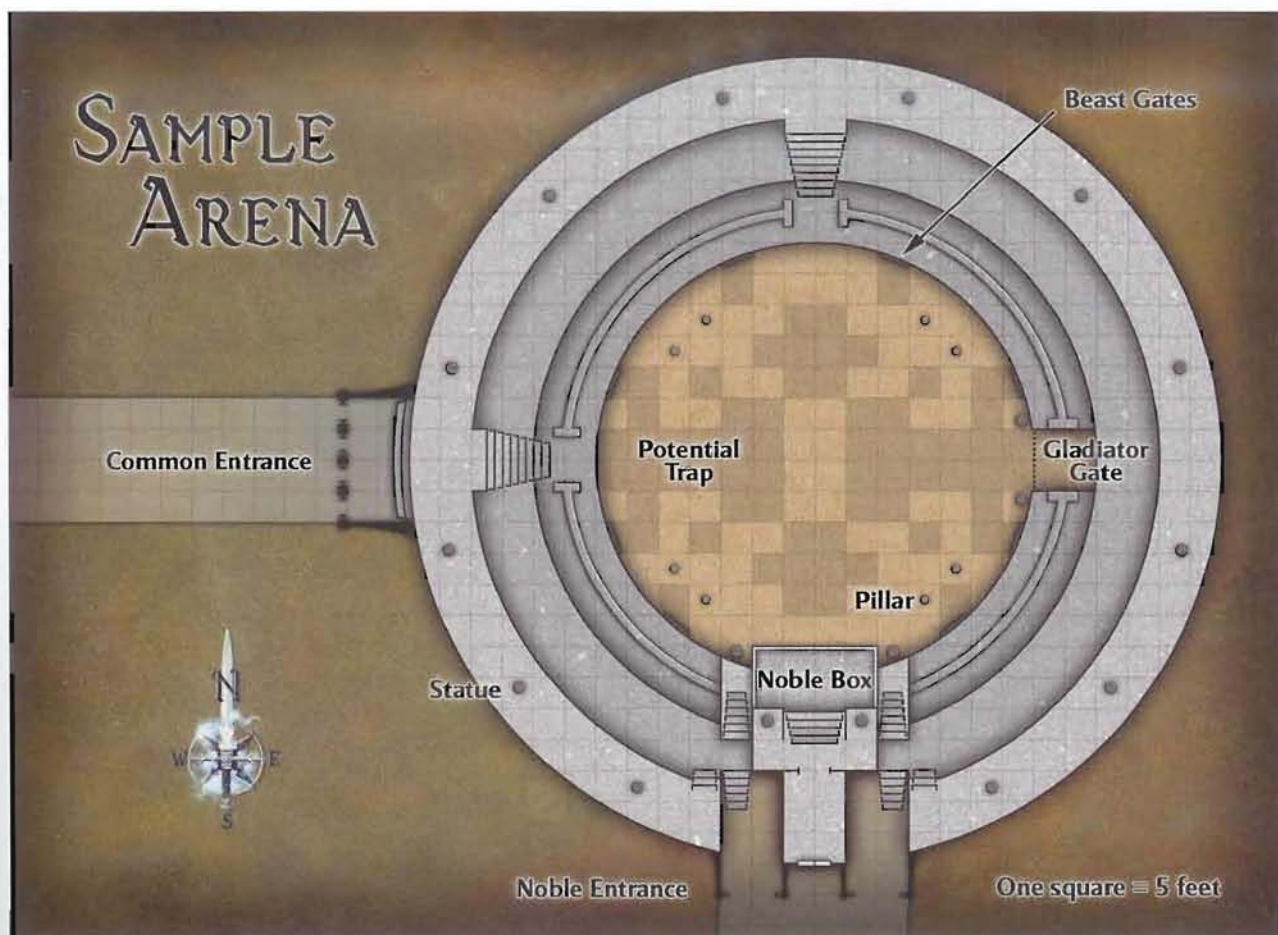 SAMPLE
ARENA
Beast Gates
Common Entrance
Potential
Trap
Gladiator
Gate
Pillar
Noble Box
Statue
N
W
E
S
Noble Entrance
One square = 5 feet